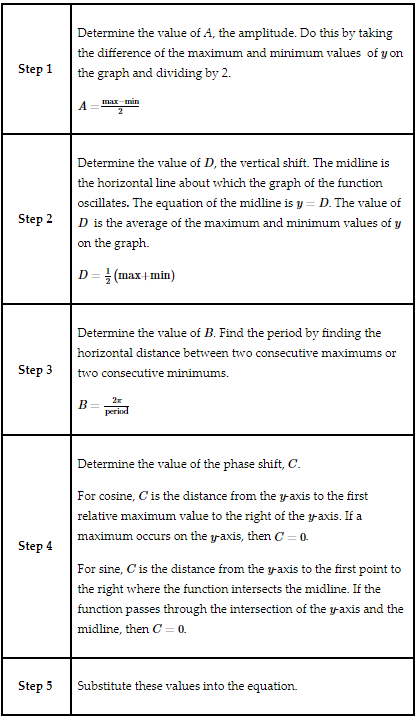 Step 1
Determine the value of A, the amplitude. Do this by taking
the difference of the maximum and minimum values of y on
the graph and dividing by 2.
A = max−min / 2
Step 2
Determine the value of D, the vertical shift. The midline is
the horizontal line about which the graph of the function
oscillates. The equation of the midline is y = D. The value of
D is the average of the maximum and minimum values of y
on the graph.
D = 1/2 (max+min)
Step 3
Determine the value of B. Find the period by finding the
horizontal distance between two consecutive maximums or
two consecutive minimums.
B = 2π / period
Step 4
Determine the value of the phase shift, C.
For cosine, C is the distance from the y-axis to the first
relative maximum value to the right of the y-axis. If a
maximum occurs on the y-axis, then C = 0.
For sine, C is the distance from the y-axis to the first point to
the right where the function intersects the midline. If the
function passes through the intersection of the y-axis and the
midline, then C = 0.
Step 5
Substitute these values into the equation.